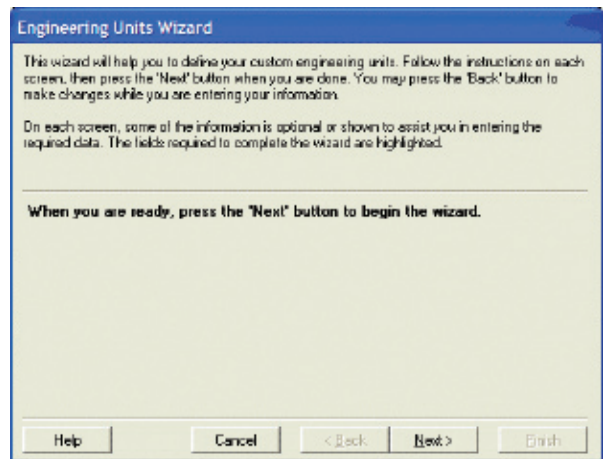 Engineering Units Wizard
This wizard will help you to define your custom engineering units. Follow the instructions on each
screen, then press the 'Next' button when you are done. You may press the 'Back' button to
make changes while you are entering your information.
On each screen, some of the information is optional or shown to assist you in entering the
required data. The fields required to complete the wizard are highlighted.
When you are ready, press the "Next" button to begin the wizard.
Help Cancel < Back Next > Finish